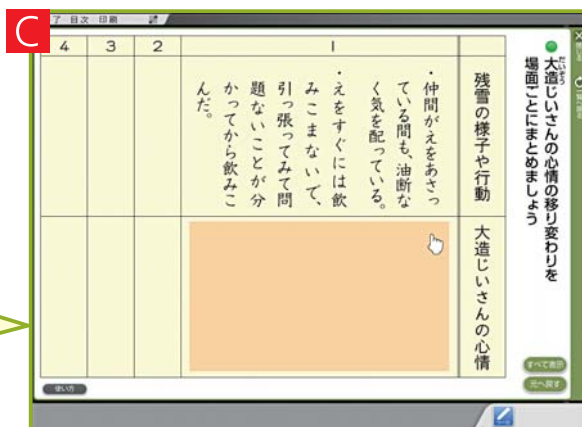 C
了 目次 印刷
大造じいさんの心情の移り変わりを
場面ごとにまとめましょう
だいぞう
残雪の様子や行動
大造じいさんの心情
1
・仲間がえをあさっ
ている間も、油断な
く気を配っている。
・えをすぐには飲
みこまないで、
引っ張ってみて問
題ないことが分
かってから飲みこ
んだ。
2
3
4
すべて表示
元へ戻す
使い方